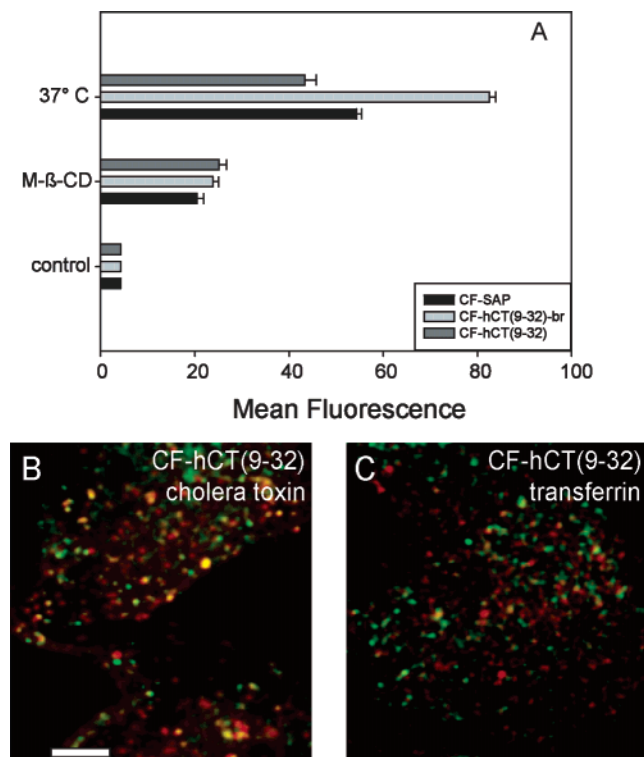 A
37° C
M-ß-CD
control
CF-SAP
CF-hCT(9-32)-br
CF-hCT(9-32)
0 20 40 60 80 100
Mean Fluorescence
B
CF-hCT(9-32)
cholera toxin
C
CF-hCT(9-32)
transferrin